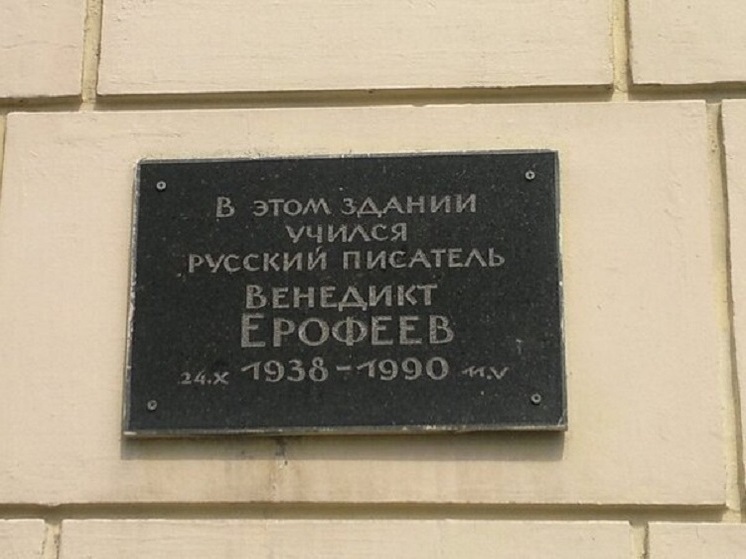 В ЭТОМ ЗДАНИИ
УЧИЛСЯ
РУССКИЙ ПИСАТЕЛЬ
ВЕНЕДИКТ
ЕРОФЕЕВ
24.X 1938-1990 11.V